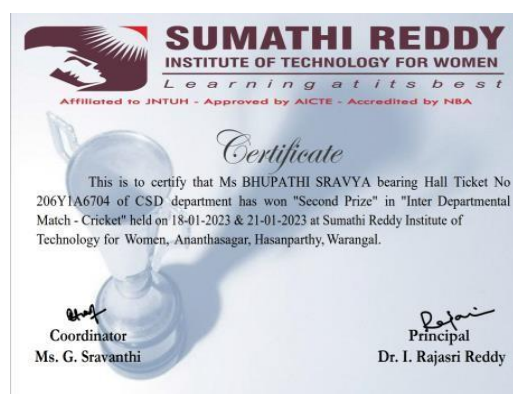 SUMATHI REDDY
INSTITUTE OF TECHNOLOGY FOR WOMEN
Learning at its best
Affiliated to JNTUH - Approved by AICTE - Accredited by NBA
Certificate
This is to certify that Ms BHUPATHI SRAVYA bearing Hall Ticket No
206Y1A6704 of CSD department has won "Second Prize" in "Inter Departmental
Match - Cricket" held on 18-01-2023 & 21-01-2023 at Sumathi Reddy Institute of
Technology for Women, Ananthasagar, Hasanparthy, Warangal.
Coordinator
Ms. G. Sravanthi
Principal
Dr. I. Rajasri Reddy